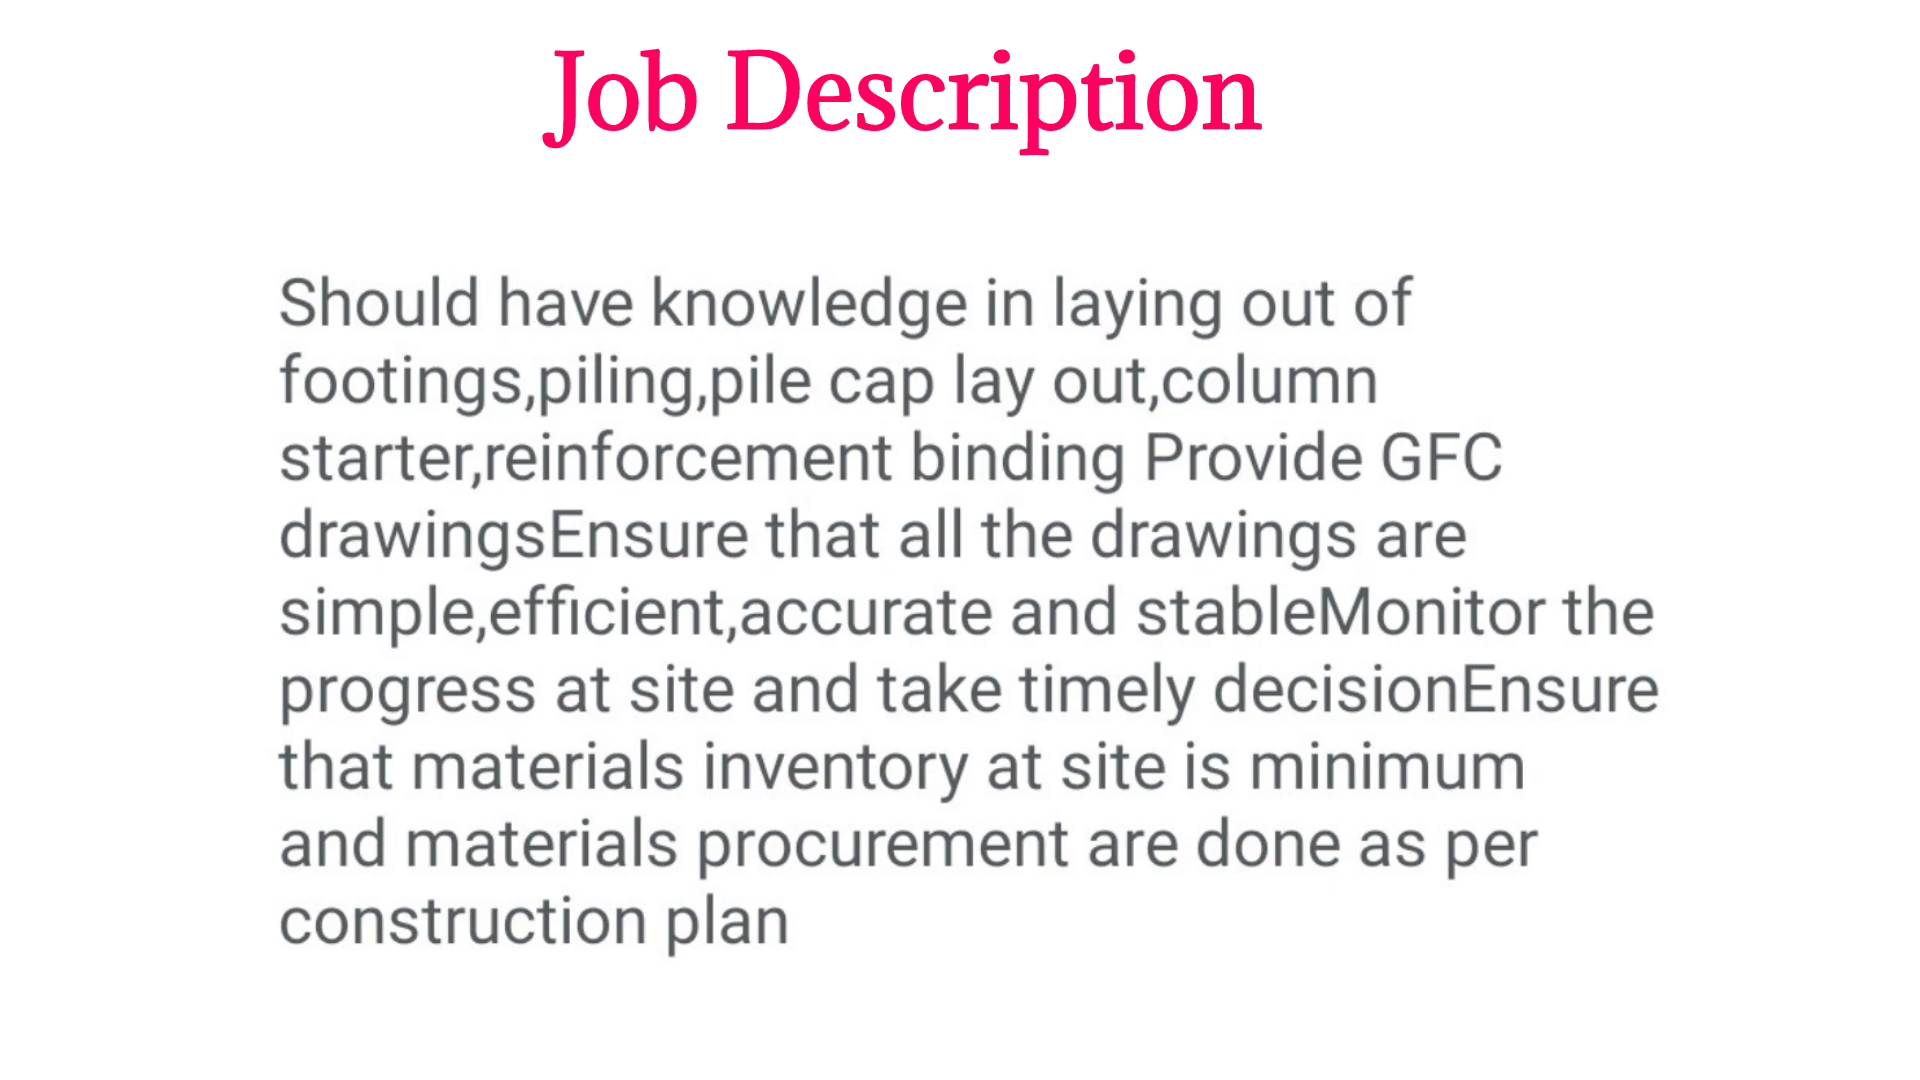 Job Description
Should have knowledge in laying out of
footings,piling,pile cap lay out,column
starter,reinforcement binding Provide GFC
drawingsEnsure that all the drawings are
simple,efficient,accurate and stableMonitor the
progress at site and take timely decisionEnsure
that materials inventory at site is minimum
and materials procurement are done as per
construction plan